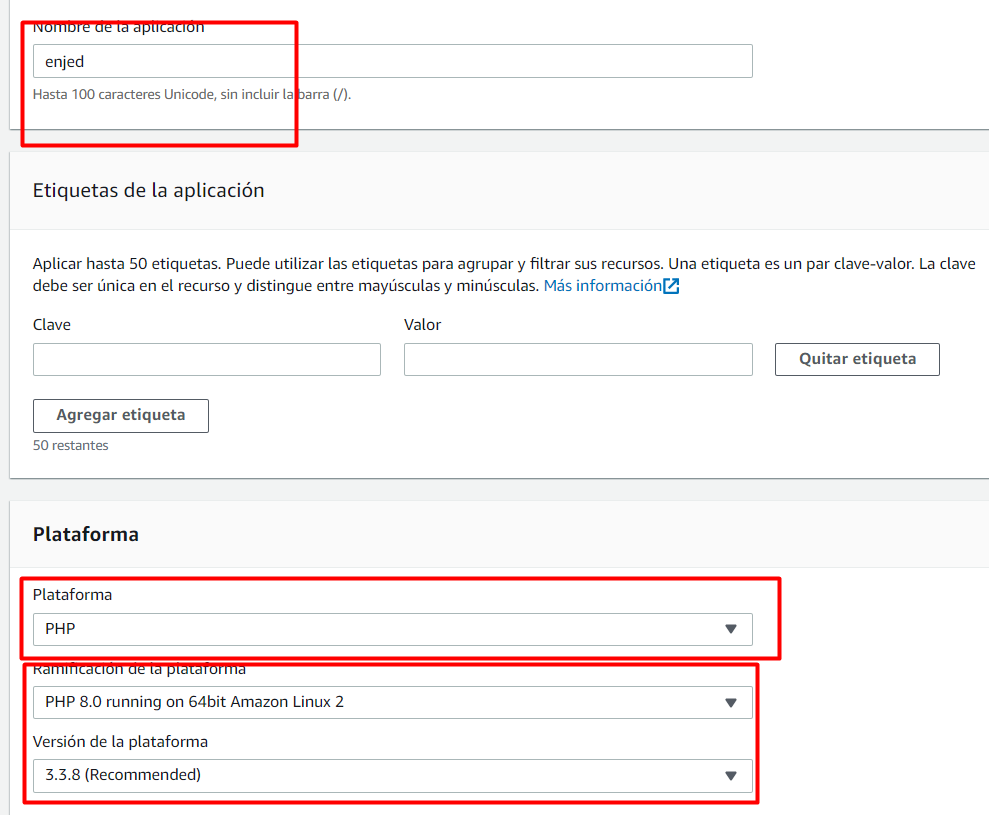 Nombre de la aplicación
enjed
Hasta 100 caracteres Unicode, sin incluir la barra (/).
Etiquetas de la aplicación
Aplicar hasta 50 etiquetas. Puede utilizar las etiquetas para agrupar y filtrar sus recursos. Una etiqueta es un par clave-valor. La clave
debe ser única en el recurso y distingue entre mayúsculas y minúsculas. Más información
Clave
Valor
Quitar etiqueta
Agregar etiqueta
50 restantes
Plataforma
Plataforma
PHP
Ramificación de la plataforma
PHP 8.0 running on 64bit Amazon Linux 2
Versión de la plataforma
3.3.8 (Recommended)